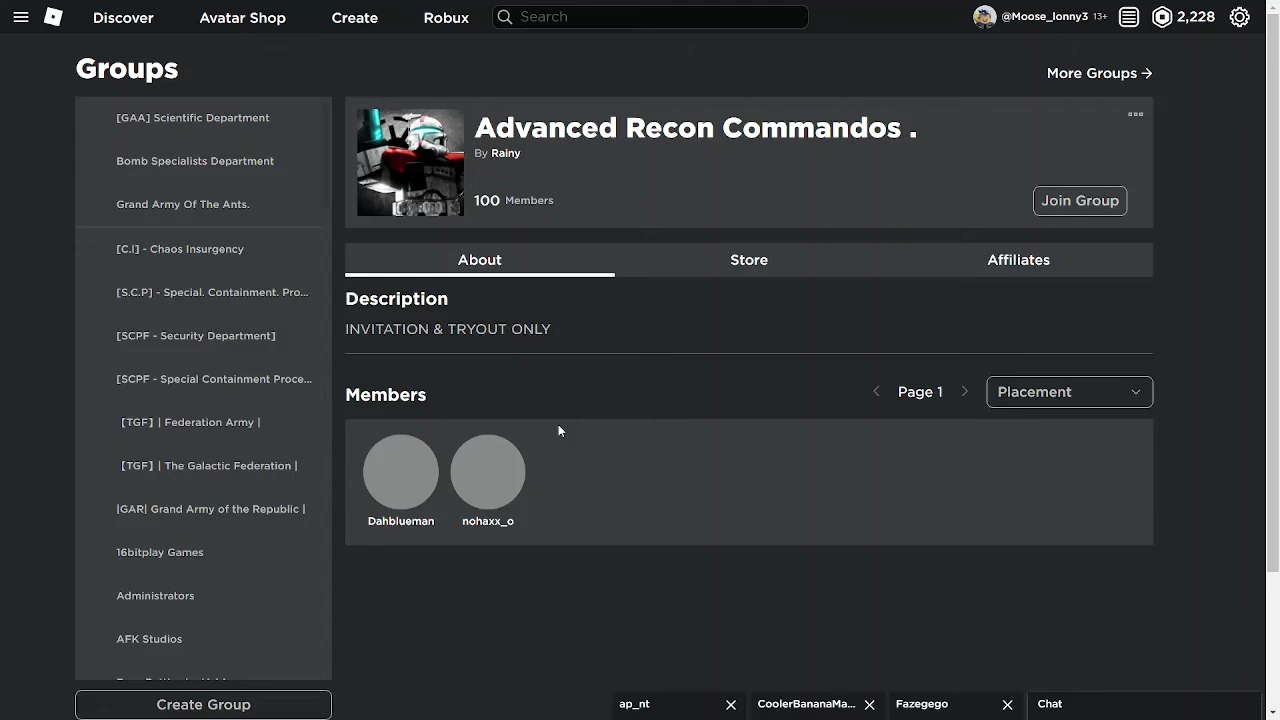 Discover
Avatar Shop
Create
Robux
Search
@Moose_lonny3 13+
2,228
Groups
More Groups
[GAA] Scientific Department
Bomb Specialists Department
Grand Army Of The Ants.
[C.I] - Chaos Insurgency
[S.C.P] - Special. Containment. Pro...
[SCPF - Security Department]
[SCPF - Special Containment Proce...
[TGF] | Federation Army |
[TGF] | The Galactic Federation |
|GAR| Grand Army of the Republic |
16bitplay Games
Administrators
AFK Studios
Create Group
Advanced Recon Commandos .
By Rainy
100 Members
Join Group
About
Store
Affiliates
Description
INVITATION & TRYOUT ONLY
Members
Page 1
Placement
Dahblueman
nohaxx_o
ap_nt
CoolerBananaMa...
Fazegego
Chat